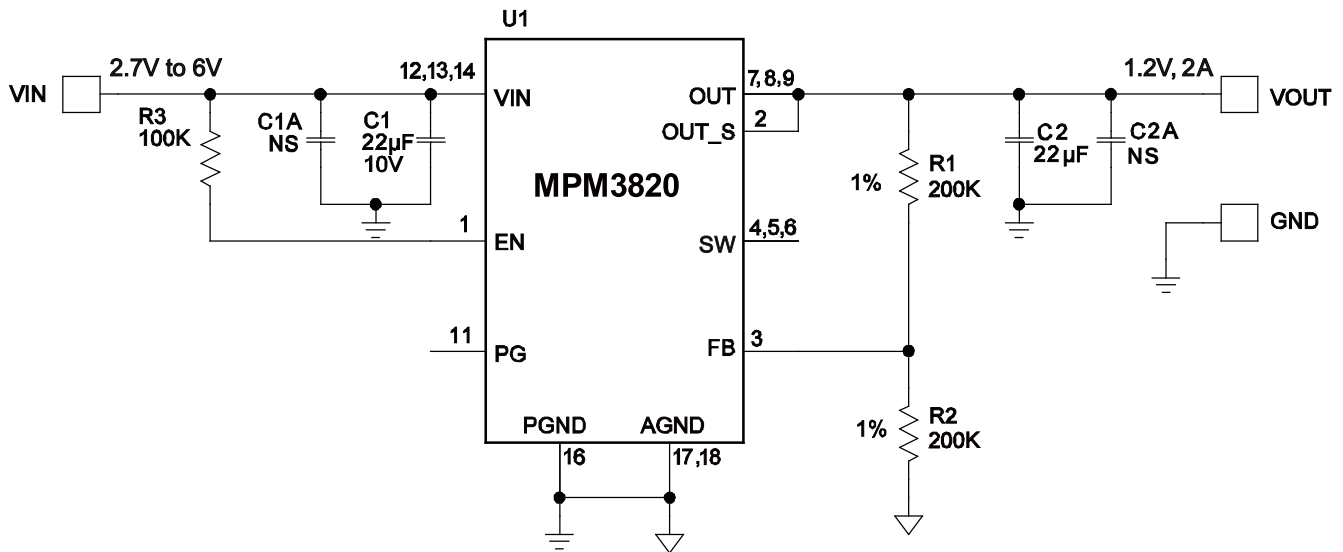 U1
VIN
2.7V to 6V
12,13,14
VIN
R3
100K
C1A
NS
C1
22µF
10V
MPM3820
OUT
7,8,9
OUT_S
2
1.2V, 2A
VOUT
1%
R1
200K
C2
22µF
C2A
NS
1
EN
SW
4,5,6
GND
11
PG
FB
3
PGND
16
AGND
17,18
1%
R2
200K